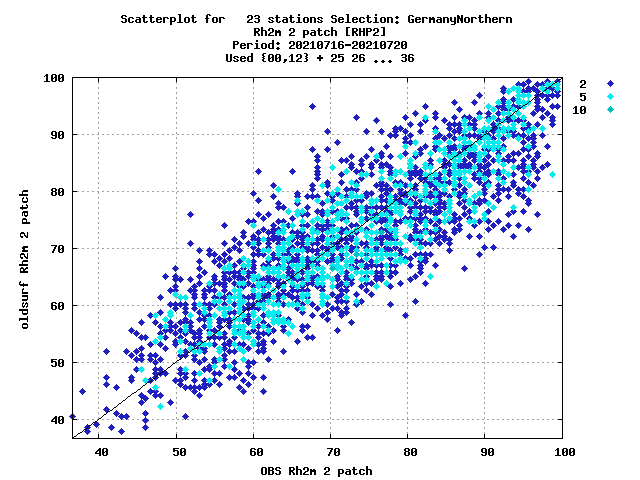 Scatterplot for   23 stations Selection: GermanyNorthern
Rh2m 2 patch [RHP2]
Period: 20210716-20210720
Used {00,12} + 25 26 ... 36
100
90
80
70
60
50
40
oldsurf Rh2m 2 patch
2
5
10
40 50 60 70 80 90 100
OBS Rh2m 2 patch